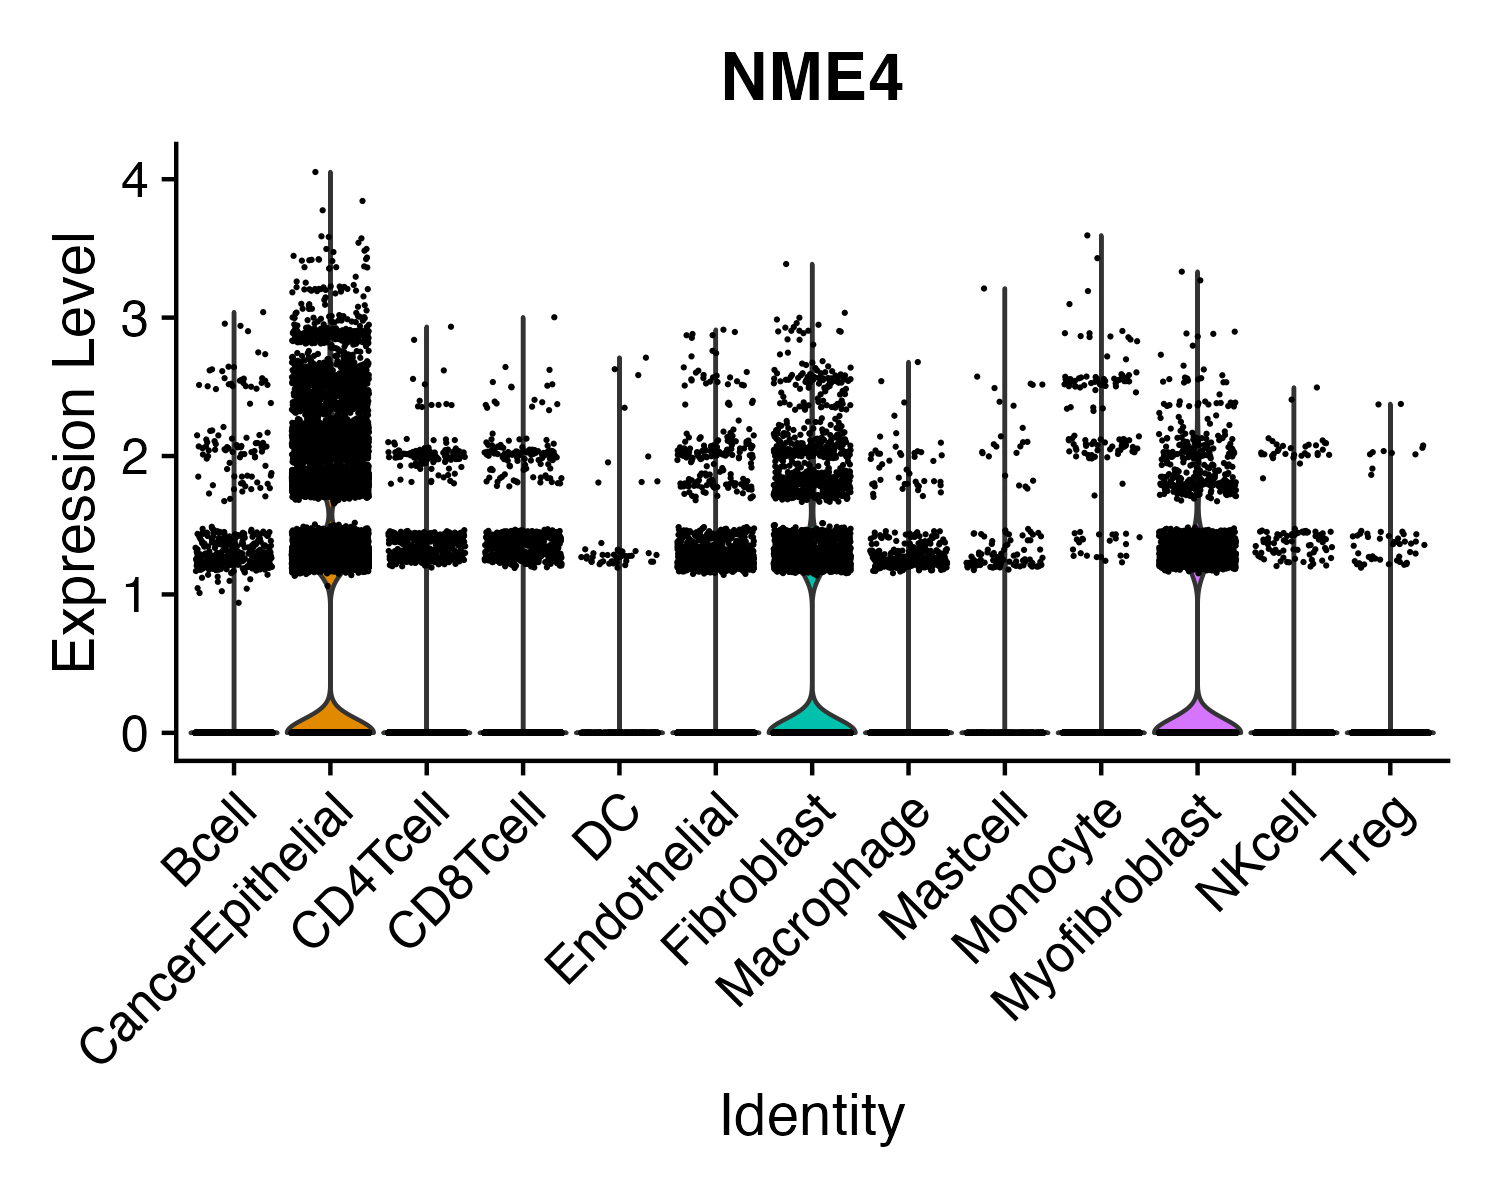 NME4
Expression Level
4
3
2
1
0
Bcell
CancerEpithelial
CD4Tcell
CD8Tcell
DC
Endothelial
Fibroblast
Macrophage
Mastcell
Monocyte
Myofibroblast
NKcell
Treg
Identity